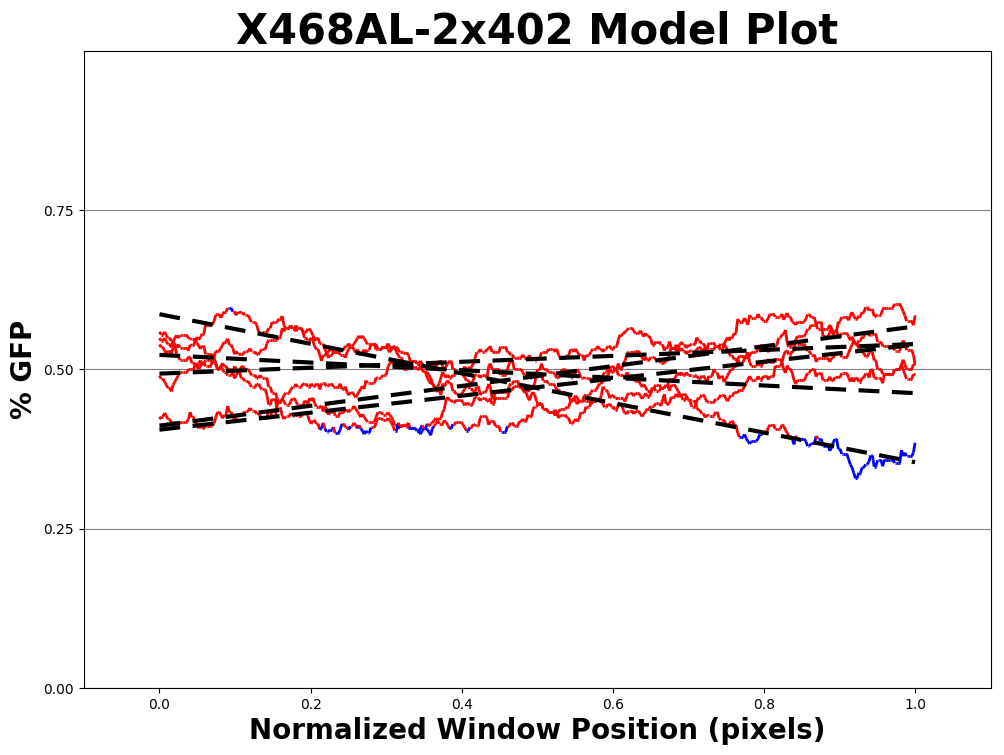 X468AL-2x402 Model Plot
% GFP
0.75
0.50
0.25
0.00
0.0 0.2 0.4 0.6 0.8 1.0
Normalized Window Position (pixels)